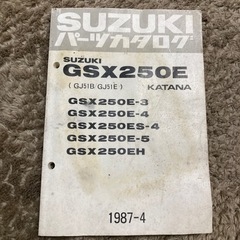 SUZUKI
パーツカタログ
SUZUKI
GSX250E
(GJ51B/GJ51E) KATANA
GSX250E-3
GSX250E-4
GSX250ES-4
GSX250E-5
GSX250EH
1987-4